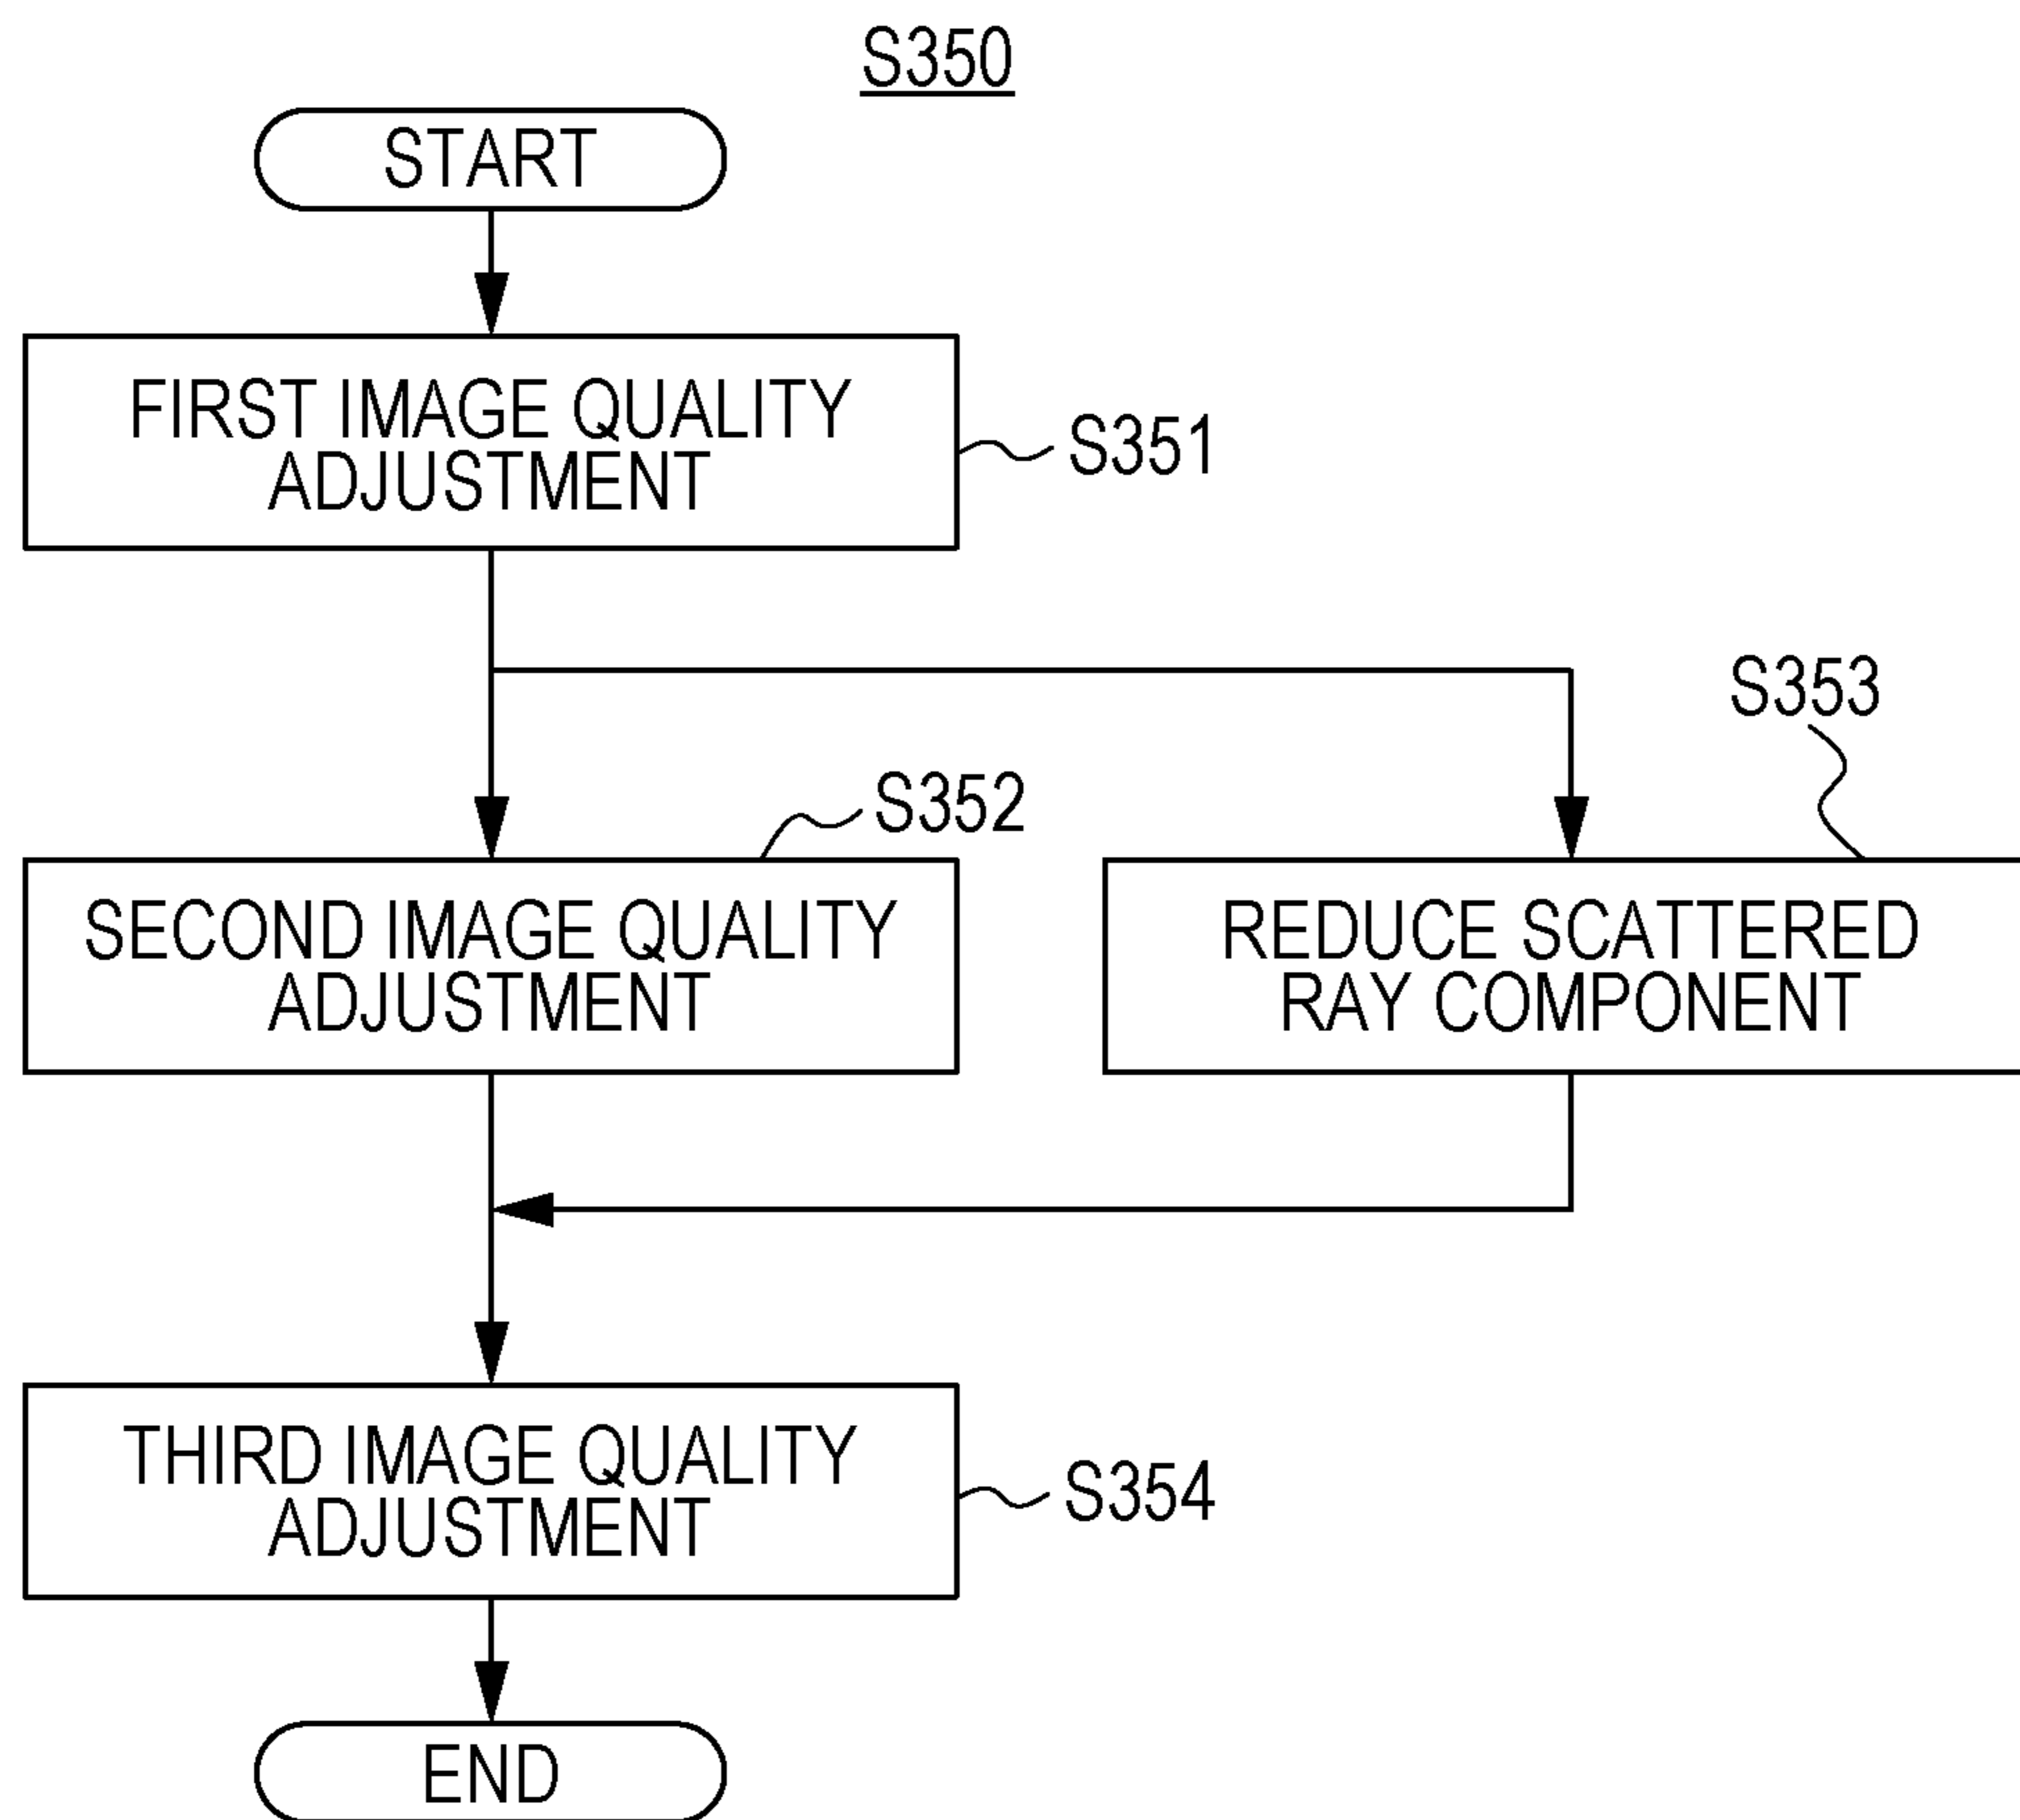 S350
START
FIRST IMAGE QUALITY
ADJUSTMENT
S351
S353
S352
SECOND IMAGE QUALITY
ADJUSTMENT
REDUCE SCATTERED
RAY COMPONENT
THIRD IMAGE QUALITY
ADJUSTMENT
S354
END